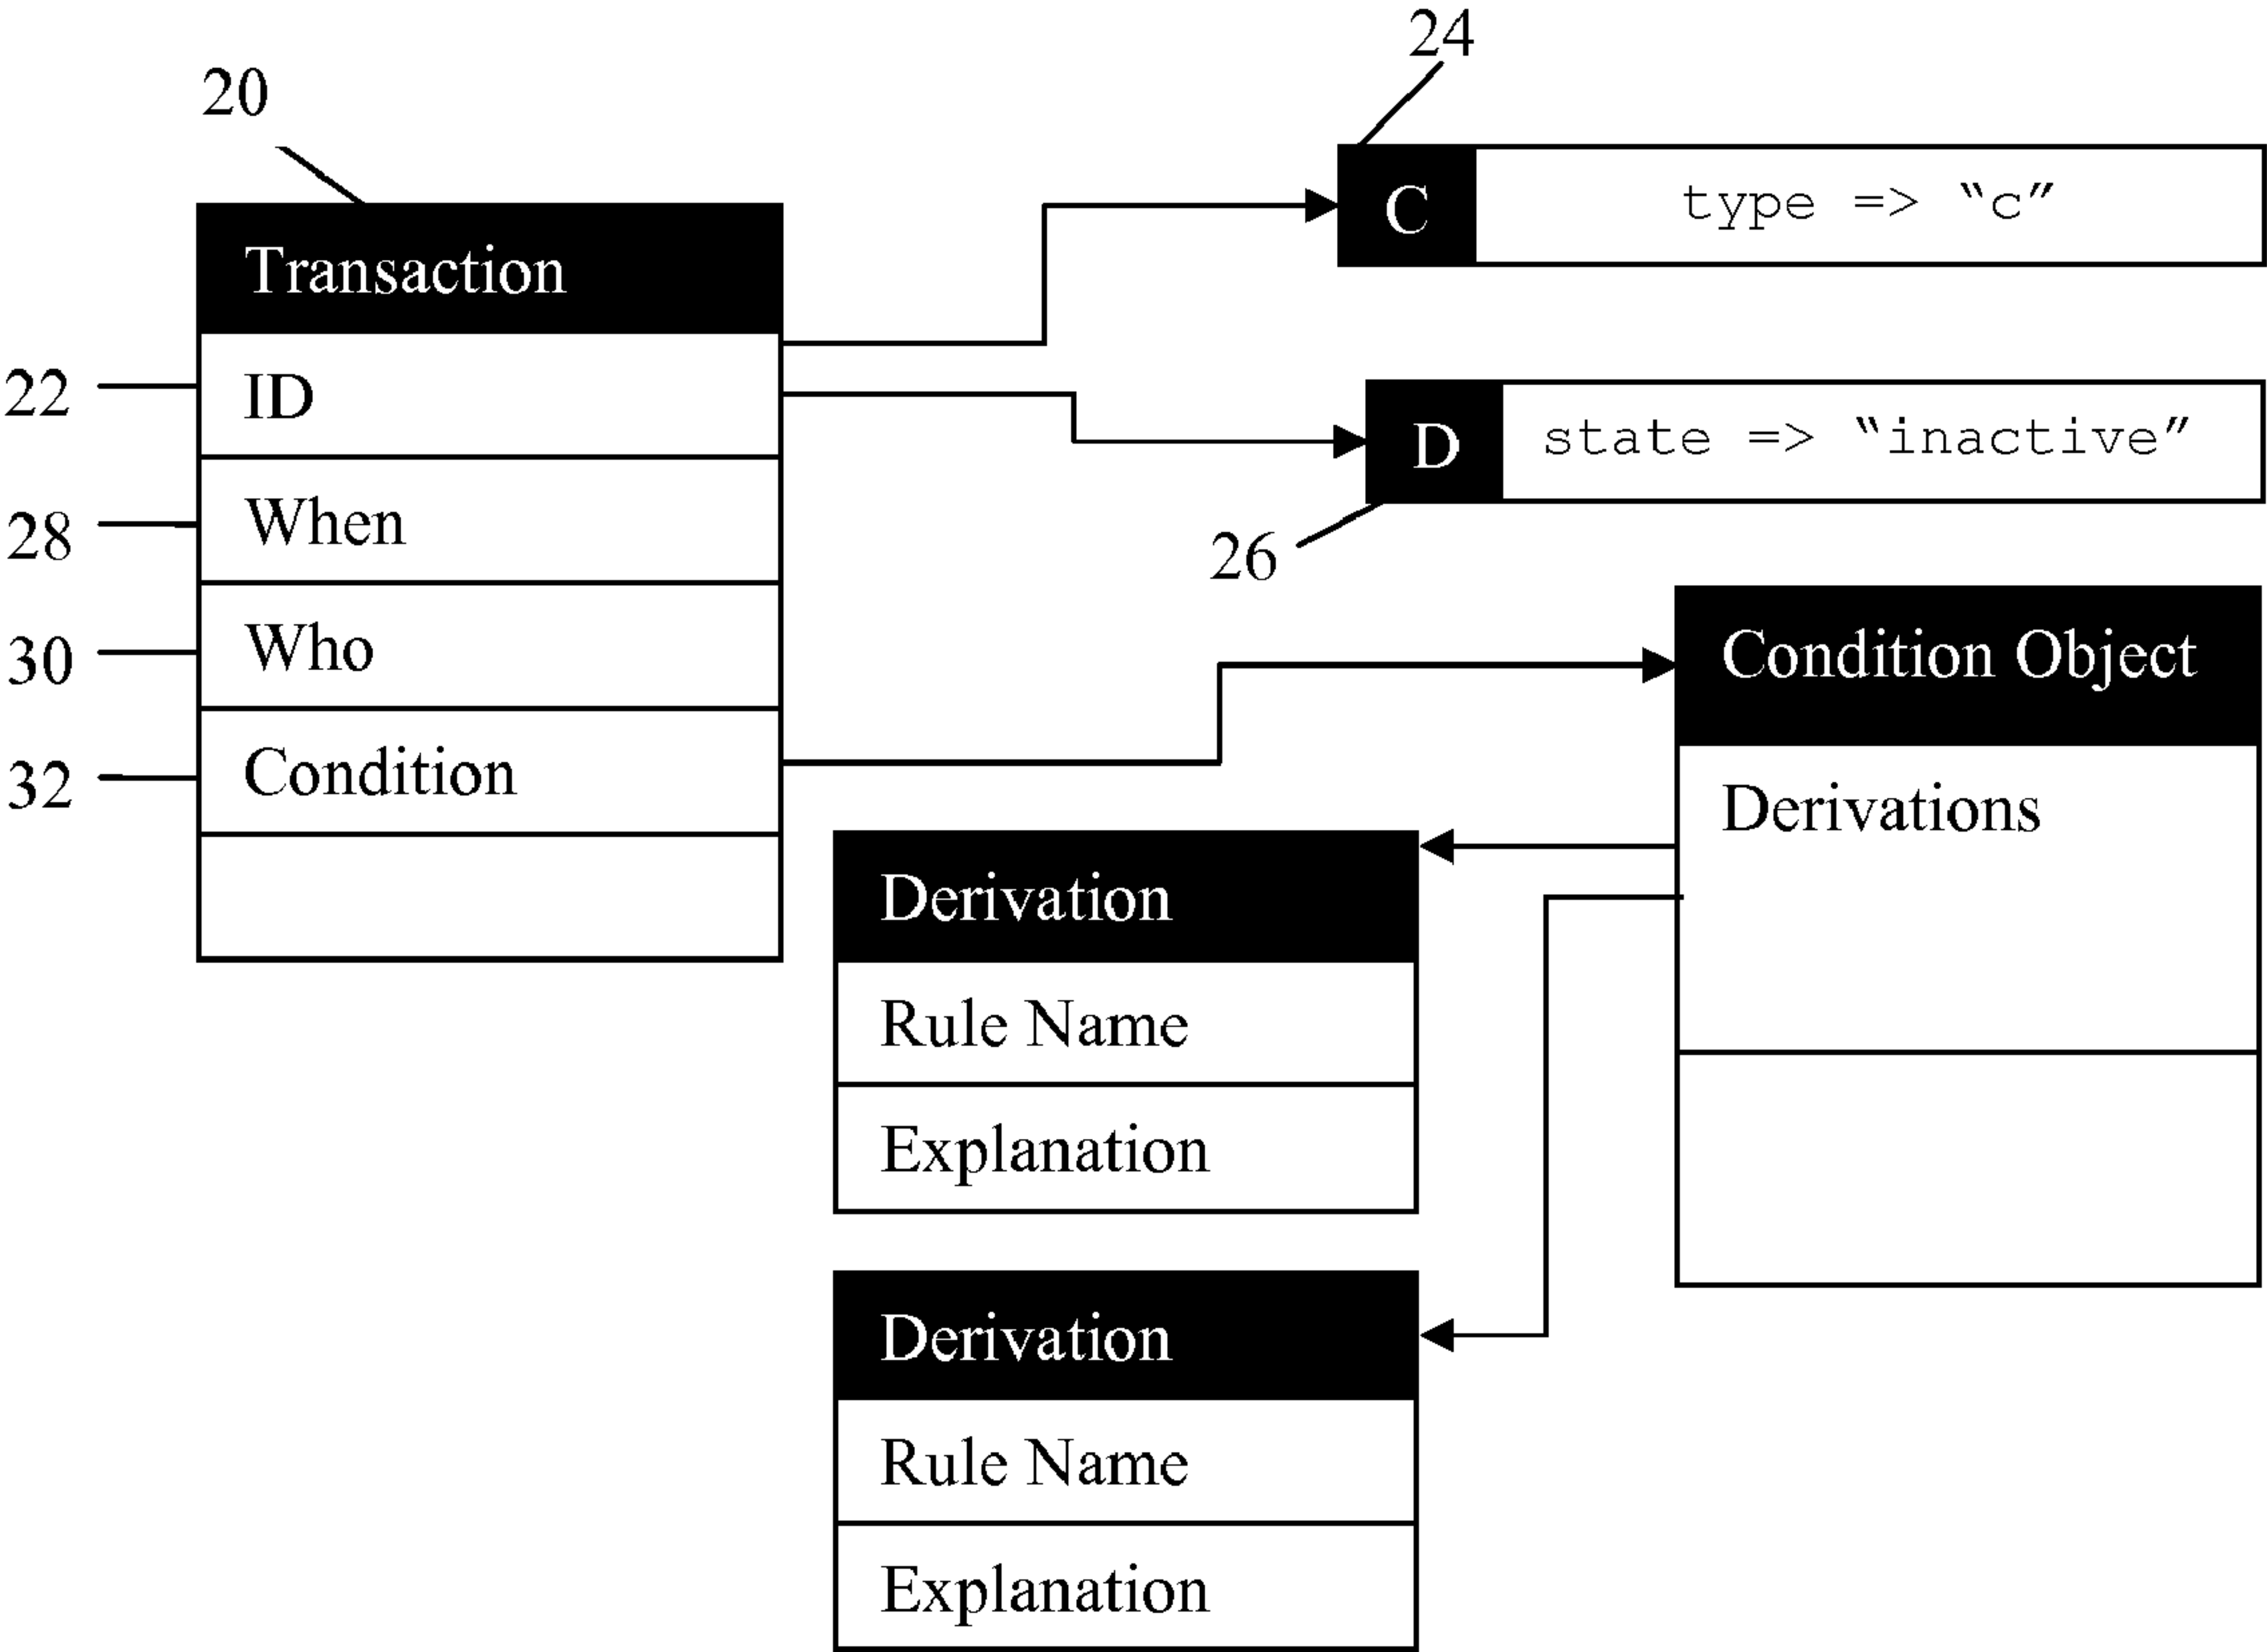 24
20
C type => “c”
Transaction
22 ID
D state => “inactive”
28 When
26
30 Who
Condition Object
32 Condition
Derivations
Derivation
Rule Name
Explanation
Derivation
Rule Name
Explanation